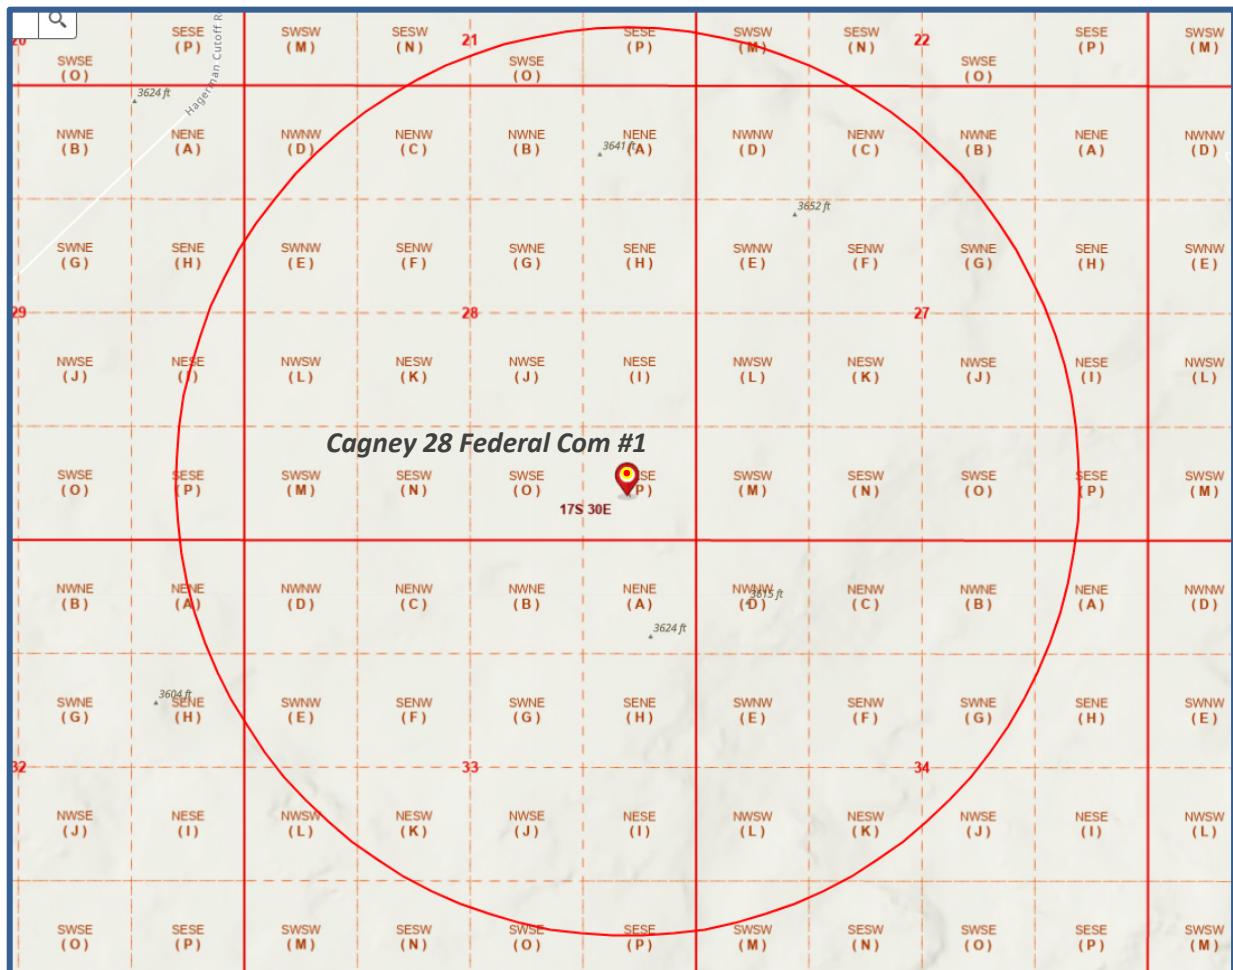 20
SESE
(P)
SWSW
(M)
SESW
(N)
21
SESE
(P)
SWSW
(M)
SESW
(N)
22
SESE
(P)
SWSW
(M)
SWSE
(O)
SWSE
(O)
SWSE
(O)
Hagerman Cutoff R
3624 ft
NWNE
(B)
NENE
(A)
NWNW
(D)
NENW
(C)
NWNE
(B)
3641 ft
NENE
(A)
NWNW
(D)
NENW
(C)
NWNE
(B)
NENE
(A)
NWNW
(D)
3652 ft
SWNE
(G)
SENE
(H)
SWNW
(E)
SENW
(F)
SWNE
(G)
SENE
(H)
SWNW
(E)
SENW
(F)
SWNE
(G)
SENE
(H)
SWNW
(E)
29
28
27
NWSE
(J)
NESE
(I)
NWSW
(L)
NESW
(K)
NWSE
(J)
NESE
(I)
NWSW
(L)
NESW
(K)
NWSE
(J)
NESE
(I)
NWSW
(L)
Cagney 28 Federal Com #1
SWSE
(O)
SESE
(P)
SWSW
(M)
SESW
(N)
SWSE
(O)
SE
P)
SWSW
(M)
SESW
(N)
SWSE
(O)
SESE
(P)
SWSW
(M)
17S 30E
NWNE
(B)
NENE
(A)
NWNW
(D)
NENW
(C)
NWNE
(B)
NENE
(A)
NWNW
(D)
3615 ft
NENW
(C)
NWNE
(B)
NENE
(A)
NWNW
(D)
3624 ft
3604 ft
SWNE
(G)
SENE
(H)
SWNW
(E)
SENW
(F)
SWNE
(G)
SENE
(H)
SWNW
(E)
SENW
(F)
SWNE
(G)
SENE
(H)
SWNW
(E)
32
33
34
NWSE
(J)
NESE
(I)
NWSW
(L)
NESW
(K)
NWSE
(J)
NESE
(I)
NWSW
(L)
NESW
(K)
NWSE
(J)
NESE
(I)
NWSW
(L)
SWSE
(O)
SESE
(P)
SWSW
(M)
SESW
(N)
SWSE
(O)
SESE
(P)
SWSW
(M)
SESW
(N)
SWSE
(O)
SESE
(P)
SWSW
(M)